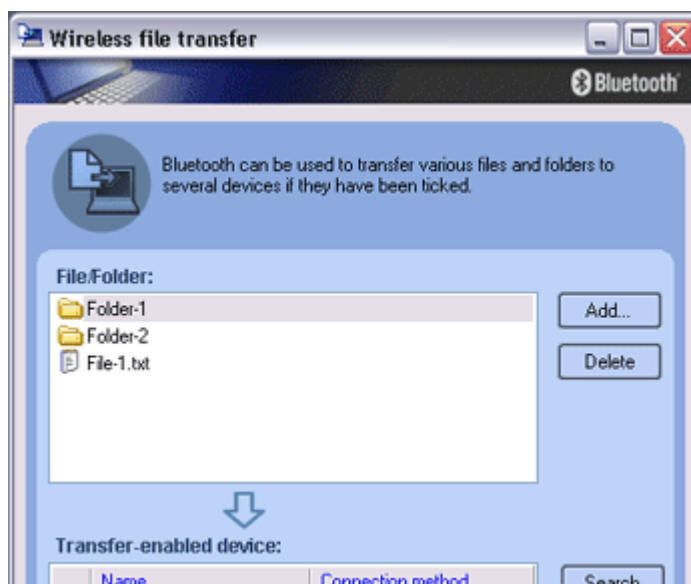 Wireless file transfer
Bluetooth
Bluetooth can be used to transfer various files and folders to
several devices if they have been ticked.
File/Folder:
Folder-1
Add...
Folder-2
File-1.txt
Delete
Transfer-enabled device:
Name Connection method
Search